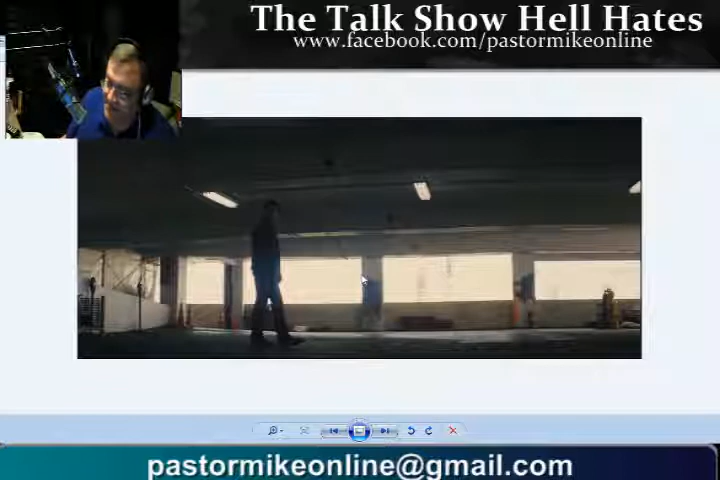 The Talk Show Hell Hates
www.facebook.com/pastormikeonline
pastormikeonline@gmail.com